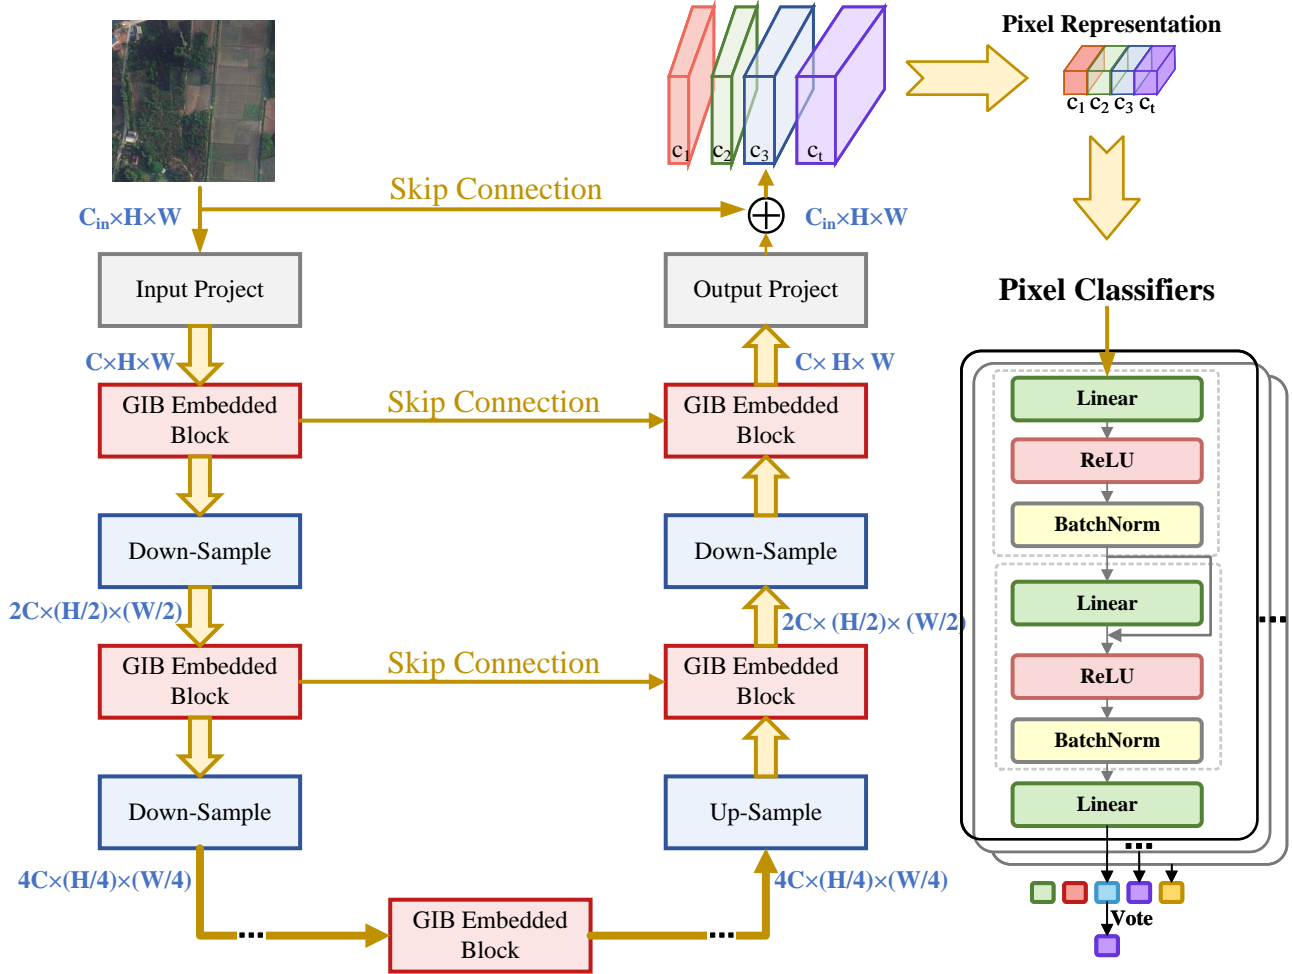 Pixel Representation
c1 c2 c3 ct
c1 c2 c3 ct
Skip Connection
Cin×H×W
Cin×H×W
Input Project
Output Project
Pixel Classifiers
C×H×W
C× H× W
GIB Embedded
Block
Skip Connection
GIB Embedded
Block
Linear
ReLU
BatchNorm
Down-Sample
Down-Sample
2C×(H/2)×(W/2)
2C× (H/2)× (W/2)
Linear
...
GIB Embedded
Block
Skip Connection
GIB Embedded
Block
ReLU
BatchNorm
Down-Sample
Up-Sample
Linear
...
4C×(H/4)×(W/4)
4C×(H/4)×(W/4)
...
GIB Embedded
Block
...
Vote